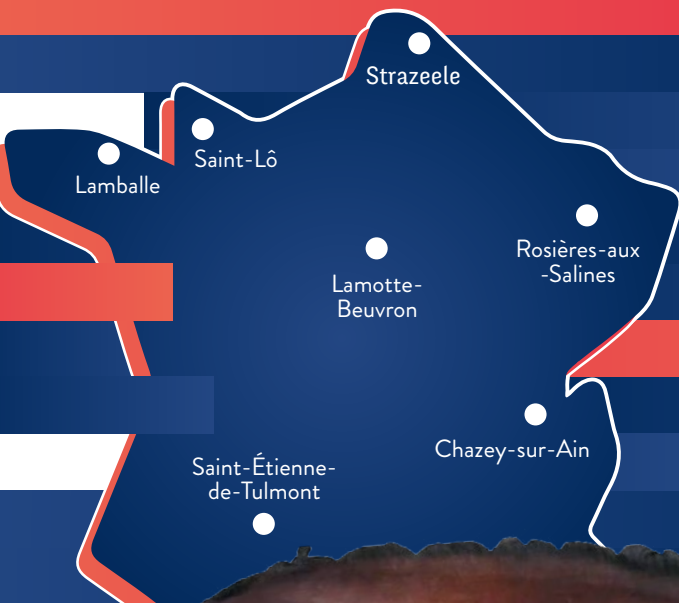 Strazeele
Saint-Lô
Lamballe
Rosières-aux
-Salines
Lamotte-
Beuvron
Chazey-sur-Ain
Saint-Étienne-
de-Tulmont